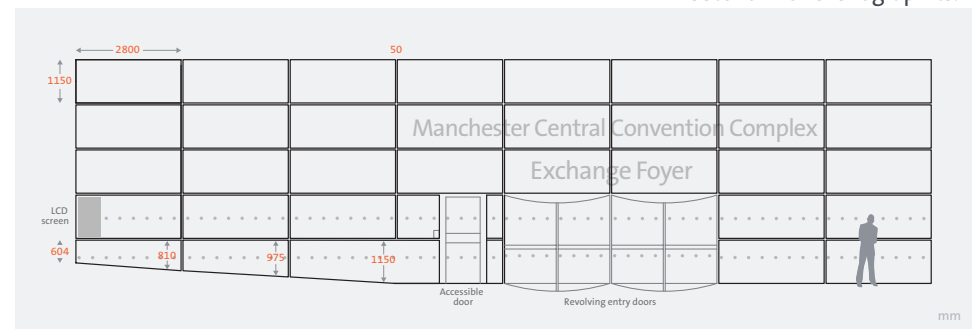 2800
50
1150
Manchester Central Convention Complex
Exchange Foyer
LCD
screen
604
810
975
1150
Accessible
door
Revolving entry doors
mm